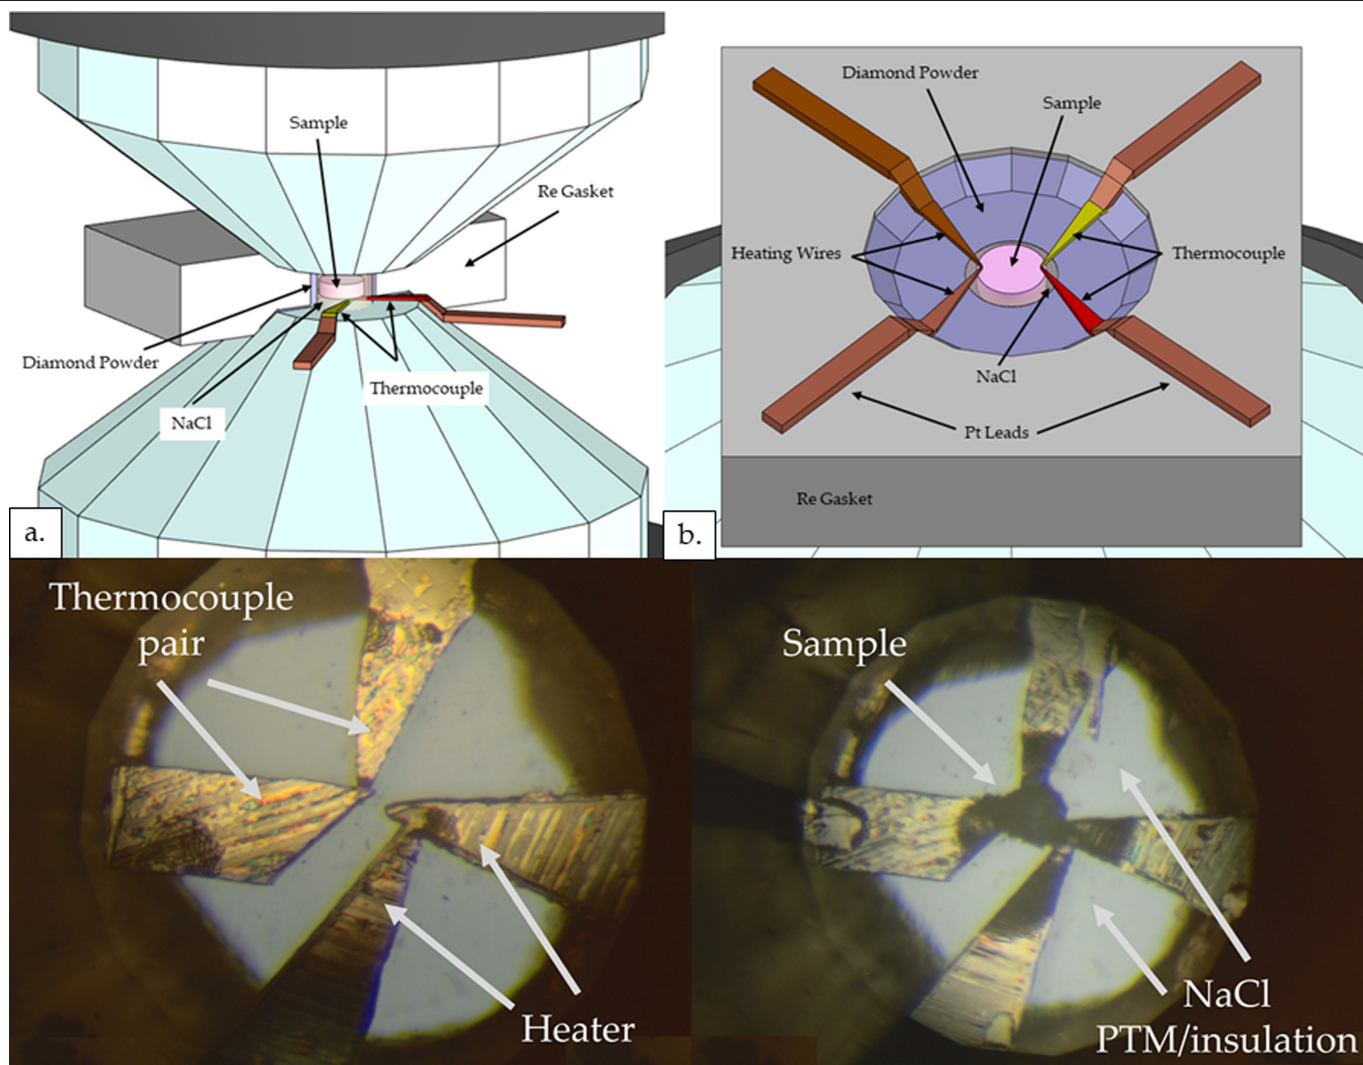 Sample
Re Gasket
Diamond Powder
NaCl
Thermocouple
a.
Diamond Powder
Sample
Heating Wires
Thermocouple
NaCl
Pt Leads
Re Gasket
b.
Thermocouple
pair
Heater
Sample
NaCl
PTM/insulation